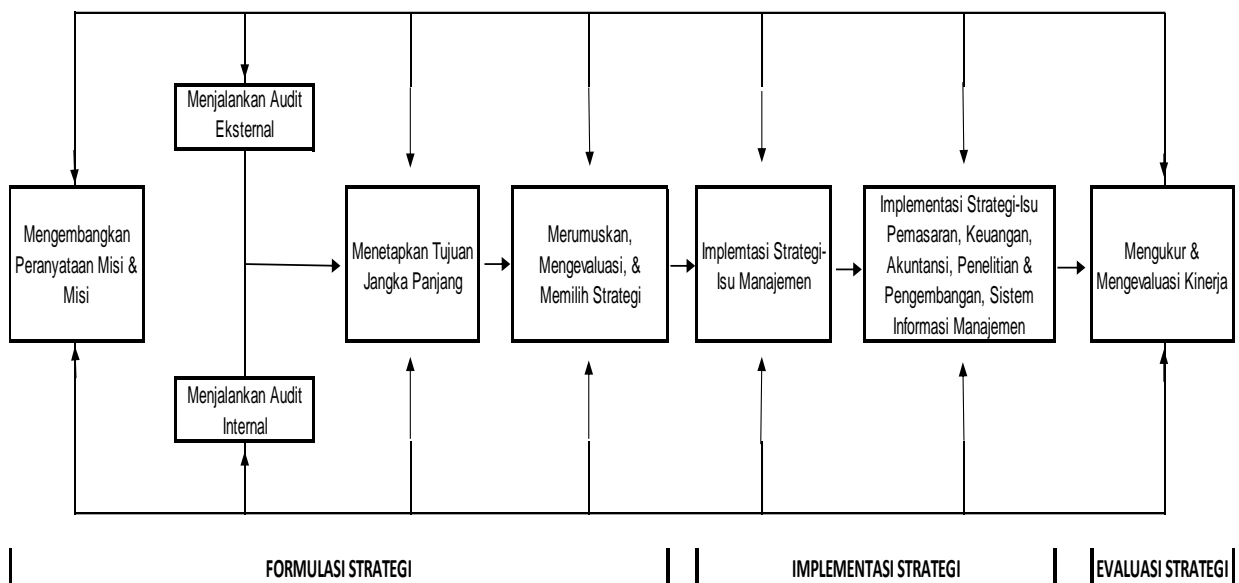 Menjalankan Audit
Eksternal
Mengembangkan
Peranyataan Misi &
Misi
Menetapkan Tujuan
Jangka Panjang
Merumuskan,
Mengevaluasi, &
Memilih Strategi
Implemtasi Strategi-
Isu Manajemen
Implementasi Strategi-Isu
Pemasaran, Keuangan,
Akuntansi, Penelitian &
Pengembangan, Sistem
Informasi Manajemen
Mengukur &
Mengevaluasi Kinerja
Menjalankan Audit
Internal
FORMULASI STRATEGI
IMPLEMENTASI STRATEGI
EVALUASI STRATEGI